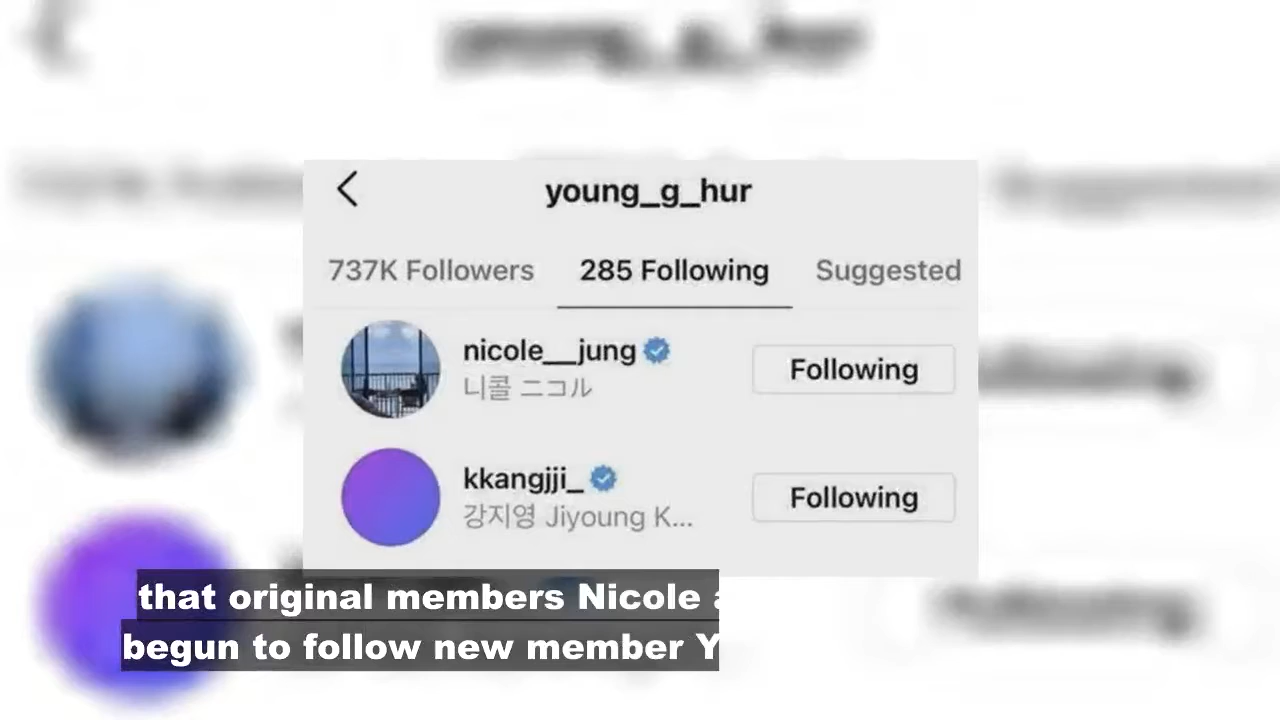 young_g_hur
737K Followers 285 Following Suggested
nicole__jung
니콜 ニコル
Following
kkangjji_
강지영 Jiyoung K...
Following
that original members Nicole
begun to follow new member Y